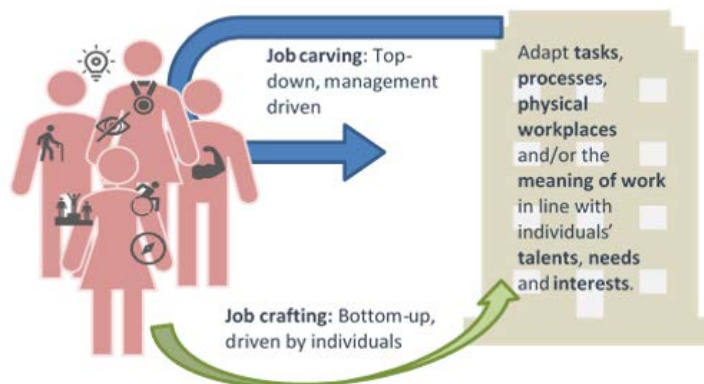 Job carving: Top-
down, management
driven
Adapt tasks,
processes,
physical
workplaces
and/or the
meaning of work
in line with
individuals’
talents, needs
and interests.
Job crafting: Bottom-up,
driven by individuals